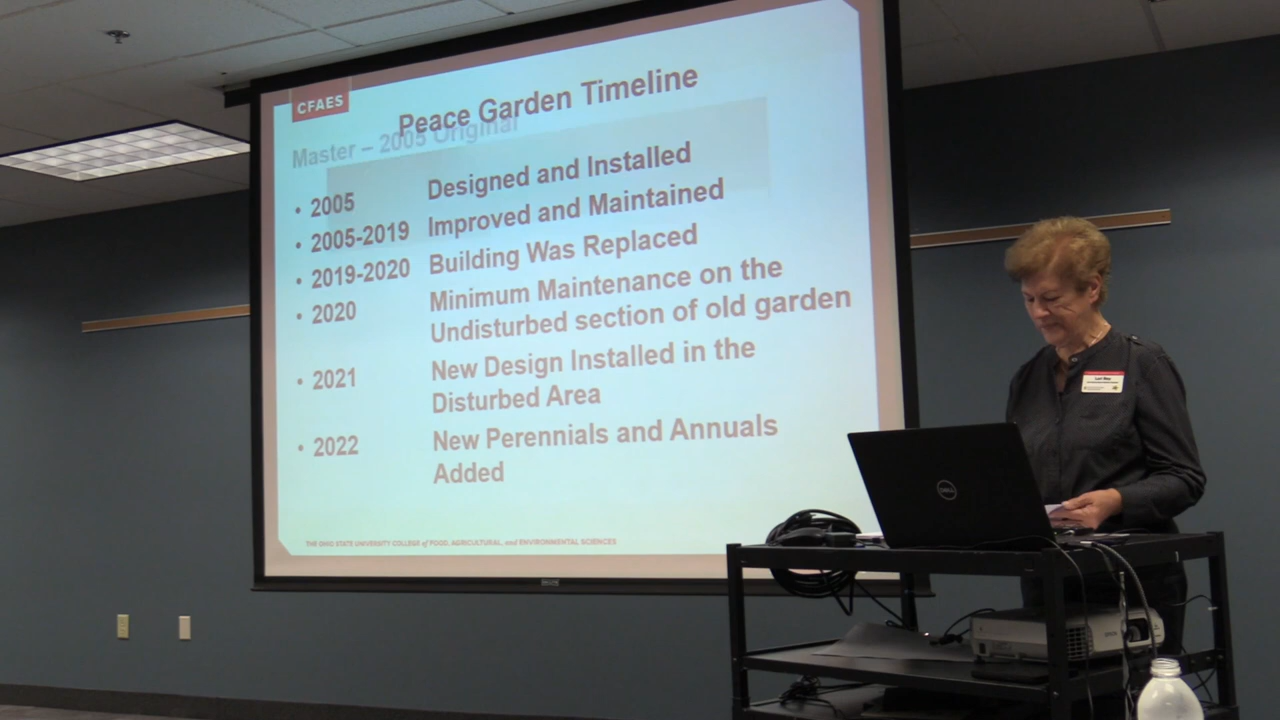 CFAES
Peace Garden Timeline
Master – 2005 Original
• 2005 Designed and Installed
• 2005-2019 Improved and Maintained
• 2019-2020 Building Was Replaced
• 2020 Minimum Maintenance on the
Undisturbed section of old garden
• 2021 New Design Installed in the
Disturbed Area
• 2022 New Perennials and Annuals
Added
THE OHIO STATE UNIVERSITY COLLEGE of FOOD, AGRICULTURAL, and ENVIRONMENTAL SCIENCES
DELL
EPSON